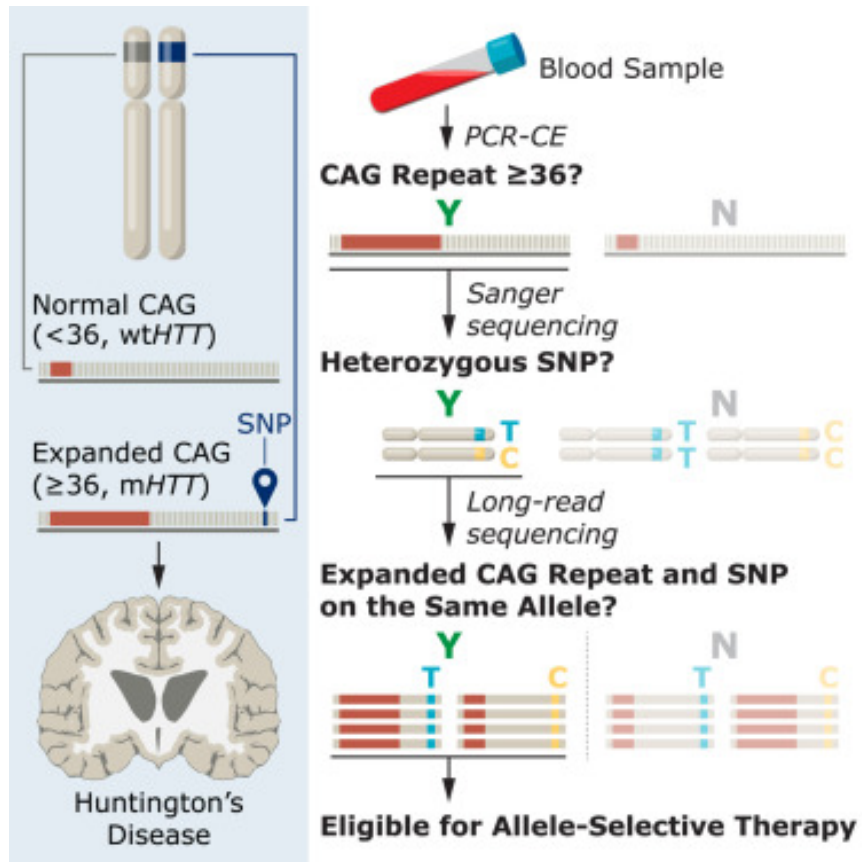 Normal CAG
(<36, wtHTT)
SNP
Expanded CAG
(≥36, mHTT)
Huntington's
Disease
Blood Sample
PCR-CE
CAG Repeat ≥36?
Y N
Sanger
sequencing
Heterozygous SNP?
Y N
T T C
C T C
Long-read
sequencing
Expanded CAG Repeat and SNP
on the Same Allele?
Y N
T C T C
Eligible for Allele-Selective Therapy